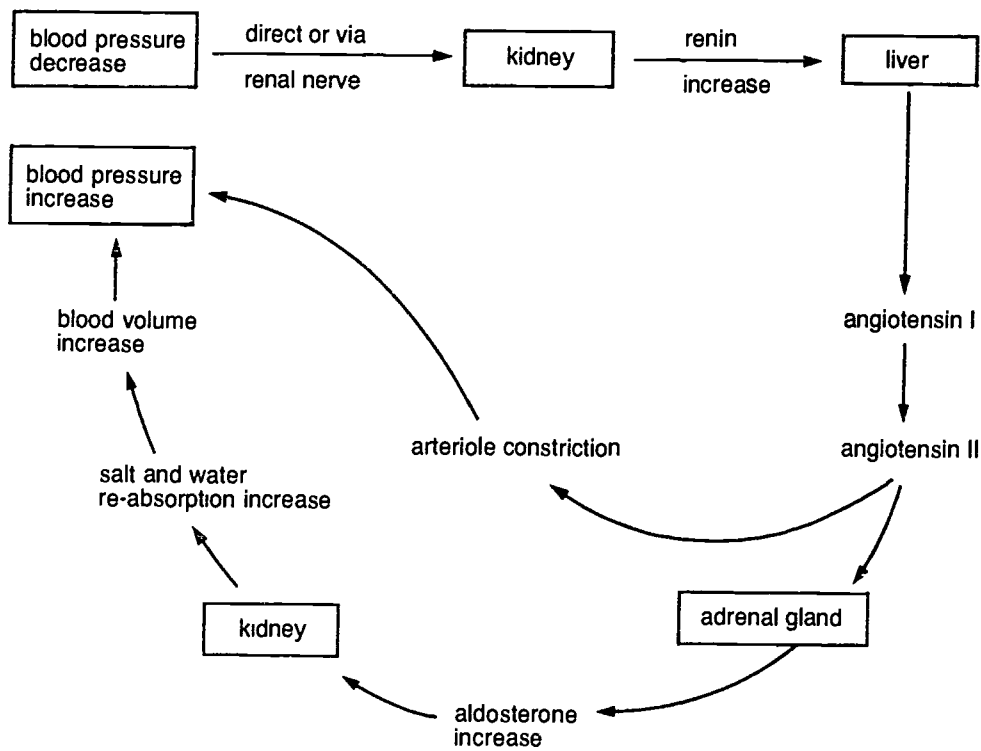 blood pressure
decrease
direct or via
renal nerve
kidney
renin
increase
liver
blood pressure
increase
blood volume
increase
angiotensin I
arteriole constriction
angiotensin II
salt and water
re-absorption increase
kidney
adrenal gland
aldosterone
increase